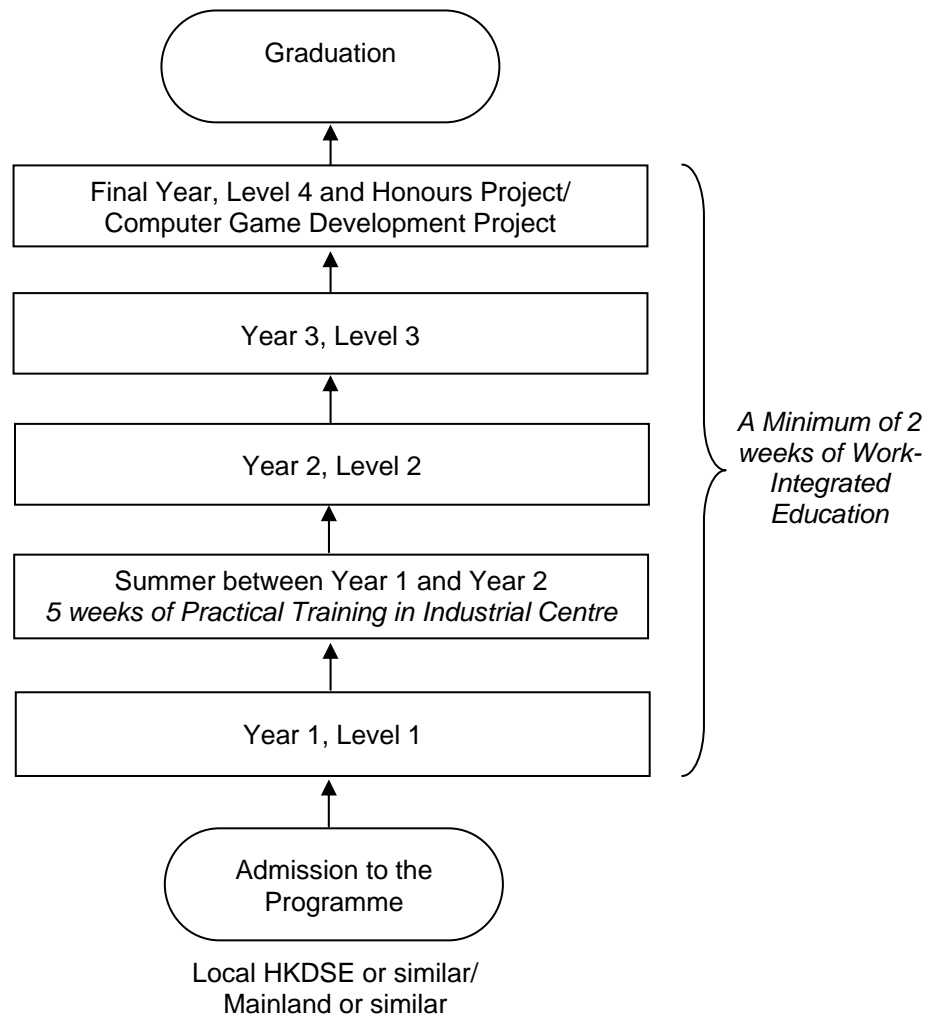 Graduation
Final Year, Level 4 and Honours Project/
Computer Game Development Project
Year 3, Level 3
Year 2, Level 2
Summer between Year 1 and Year 2
5 weeks of Practical Training in Industrial Centre
Year 1, Level 1
A Minimum of 2
weeks of Work-
Integrated
Education
Admission to the
Programme
Local HKDSE or similar/
Mainland or similar